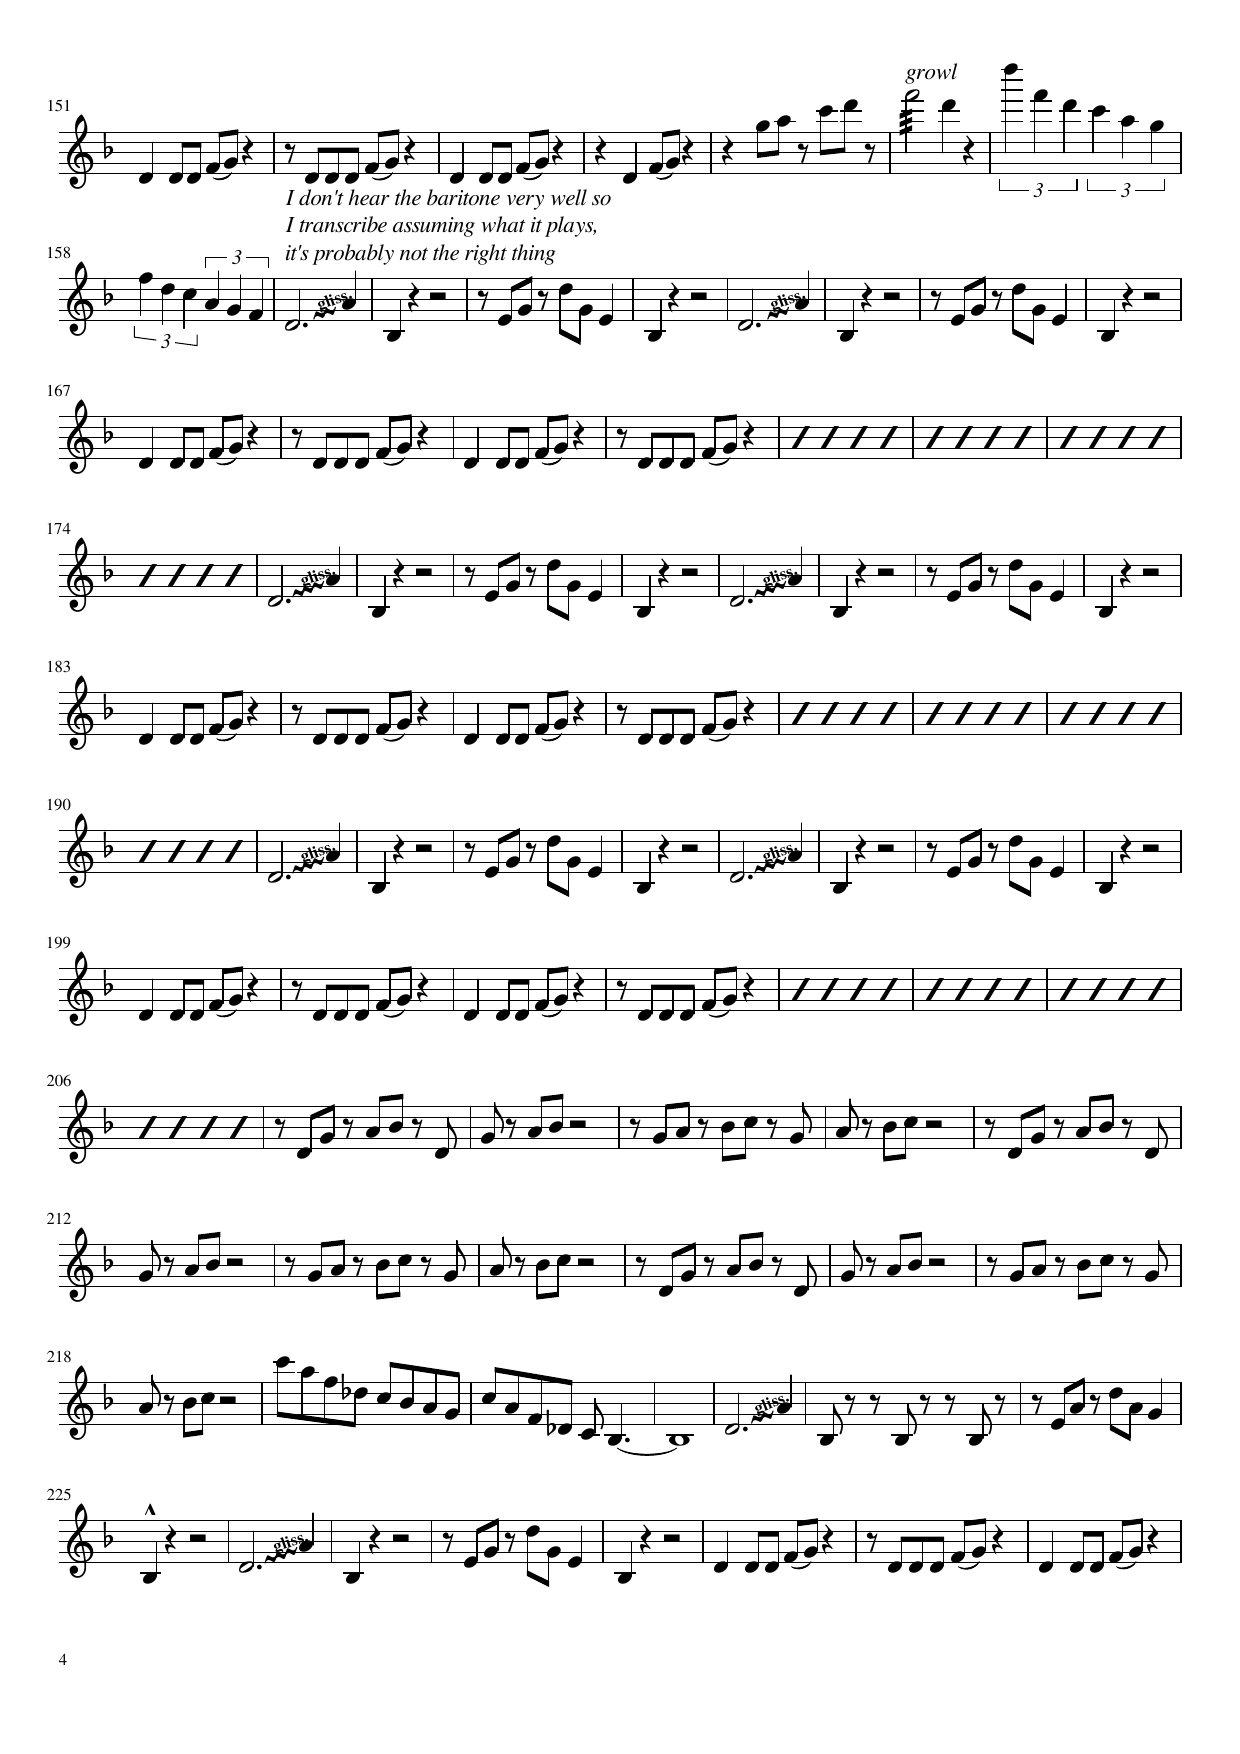 growl
151
3 3
I don't hear the baritone very well so
I transcribe assuming what it plays,
it's probably not the right thing
158
3
gliss. gliss.
3
167
174
gliss. gliss.
183
190
gliss. gliss.
199
206
212
218
gliss.
225
gliss.
4